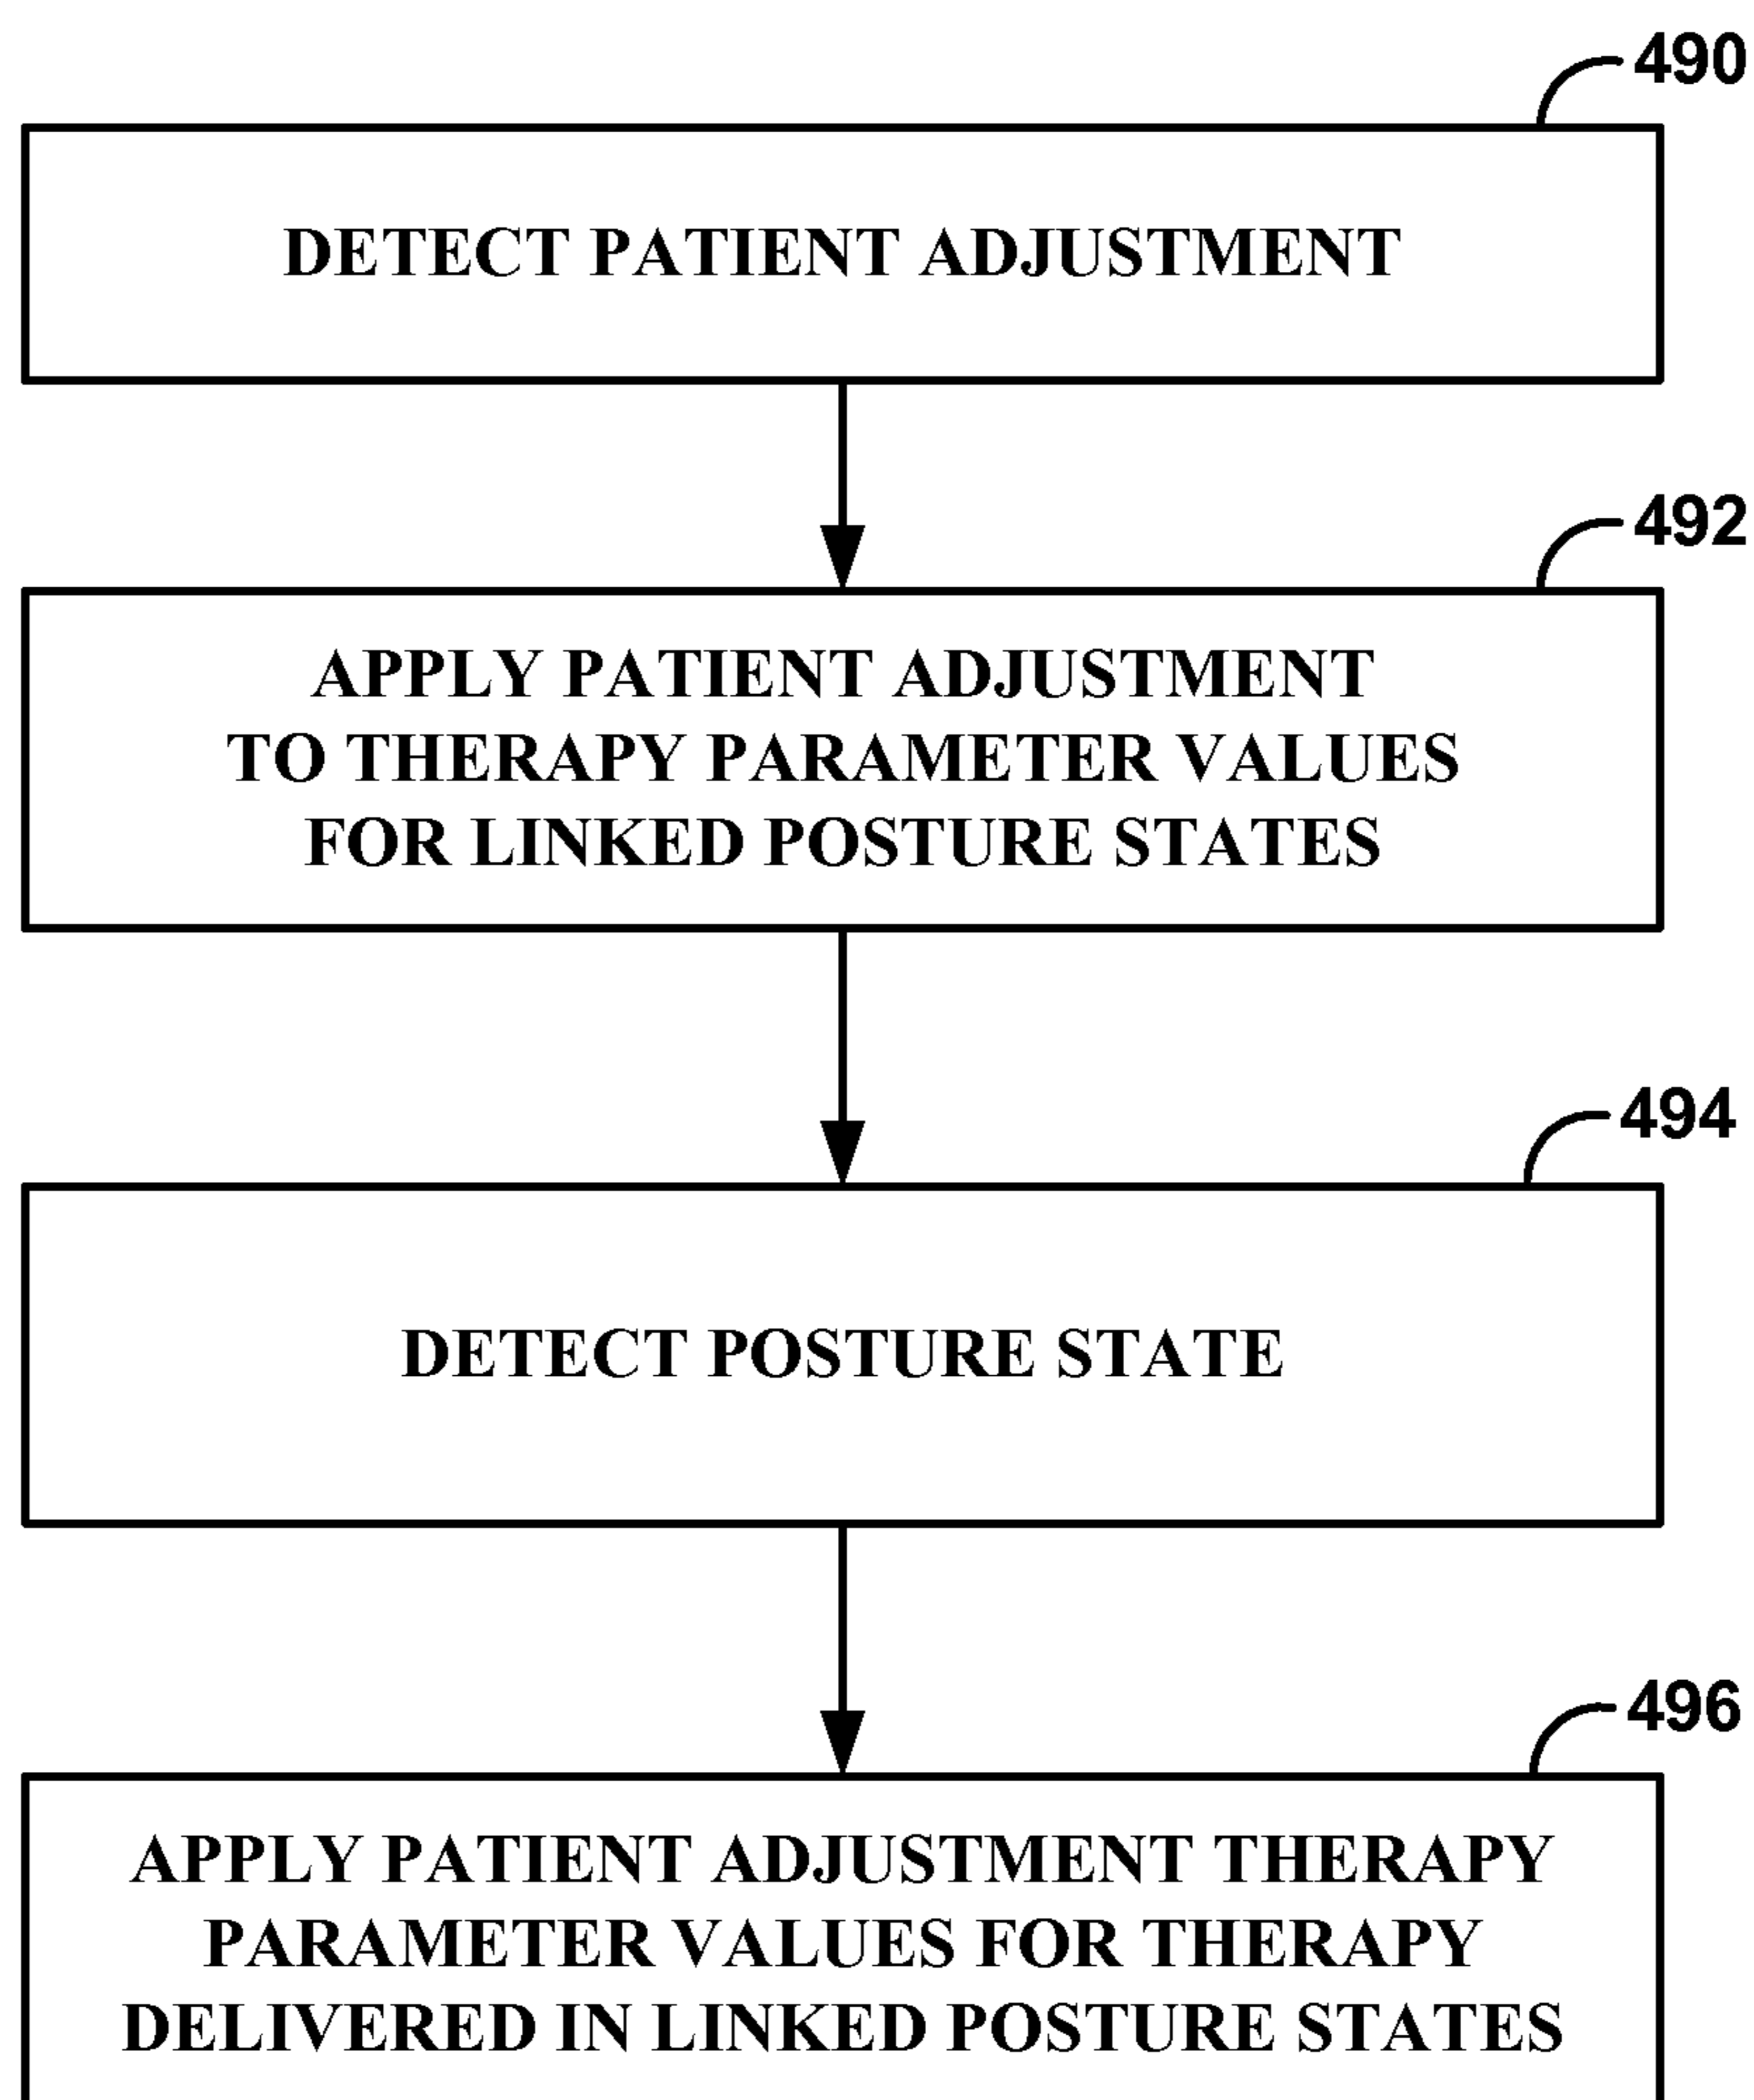 490
DETECT PATIENT ADJUSTMENT
492
APPLY PATIENT ADJUSTMENT
TO THERAPY PARAMETER VALUES
FOR LINKED POSTURE STATES
494
DETECT POSTURE STATE
496
APPLY PATIENT ADJUSTMENT THERAPY
PARAMETER VALUES FOR THERAPY
DELIVERED IN LINKED POSTURE STATES